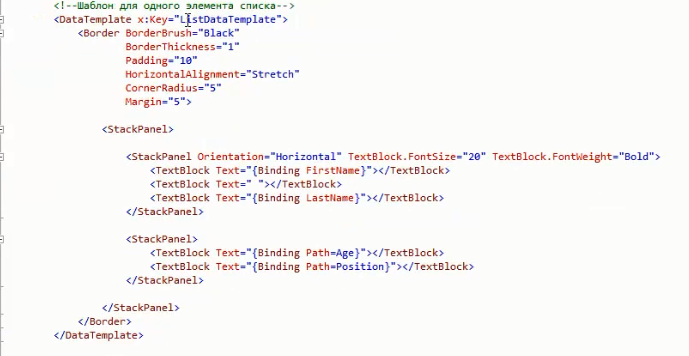 <!--Шаблон для одного элемента списка-->
<DataTemplate x:Key="ListDataTemplate">
<Border BorderBrush="Black"
BorderThickness="1"
Padding="10"
HorizontalAlignment="Stretch"
CornerRadius="5"
Margin="5">
<StackPanel>
<StackPanel Orientation="Horizontal" TextBlock.FontSize="20" TextBlock.FontWeight="Bold">
<TextBlock Text="{Binding FirstName}"></TextBlock>
<TextBlock Text=" "></TextBlock>
<TextBlock Text="{Binding LastName}"></TextBlock>
</StackPanel>
<StackPanel>
<TextBlock Text="{Binding Path=Age}"></TextBlock>
<TextBlock Text="{Binding Path=Position}"></TextBlock>
</StackPanel>
</StackPanel>
</Border>
</DataTemplate>